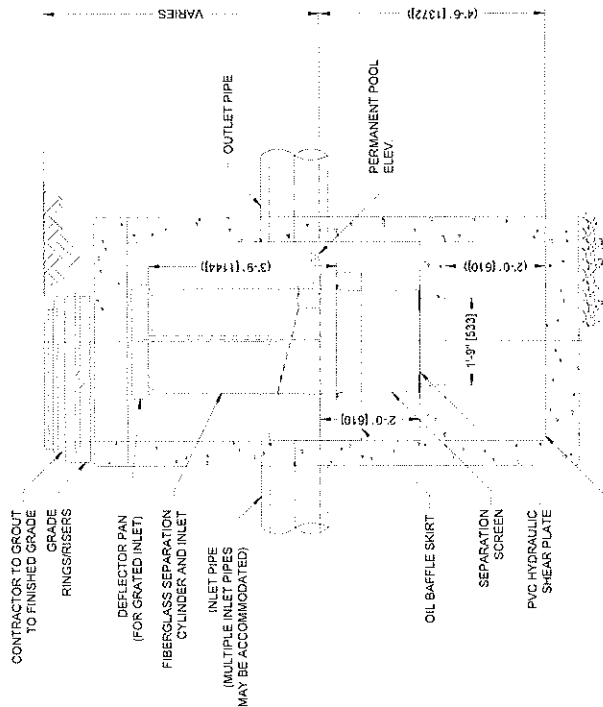 CONTRACTOR TO GROUT
TO FINISHED GRADE
GRADE
RINGS/RISERS
DEFLECTOR PAN
(FOR GRATED INLET)
FIBERGLASS SEPARATION
CYLINDER AND INLET
INLET PIPE
(MULTIPLE INLET PIPES
MAY BE ACCOMMODATED)
OIL BAFFLE SKIRT
SEPARATION
SCREEN
PVC HYDRAULIC
SHEAR PLATE
2'-0" [610]
1'-9" [533]
(3'-9" [1144])
(2'-0" [610])
OUTLET PIPE
PERMANENT POOL
ELEV.
VARIES
(4'-6" [1372])